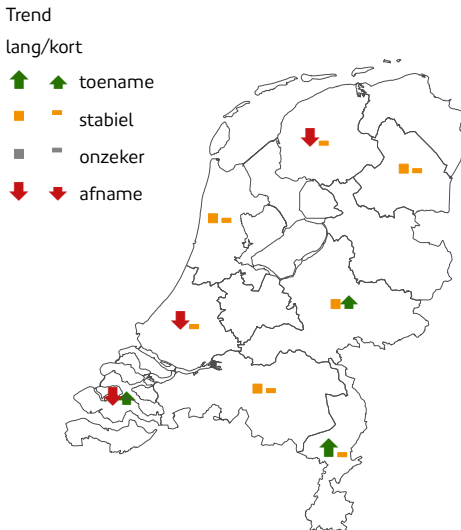 Trend
lang/kort
toename
stabiel
onzeker
afname